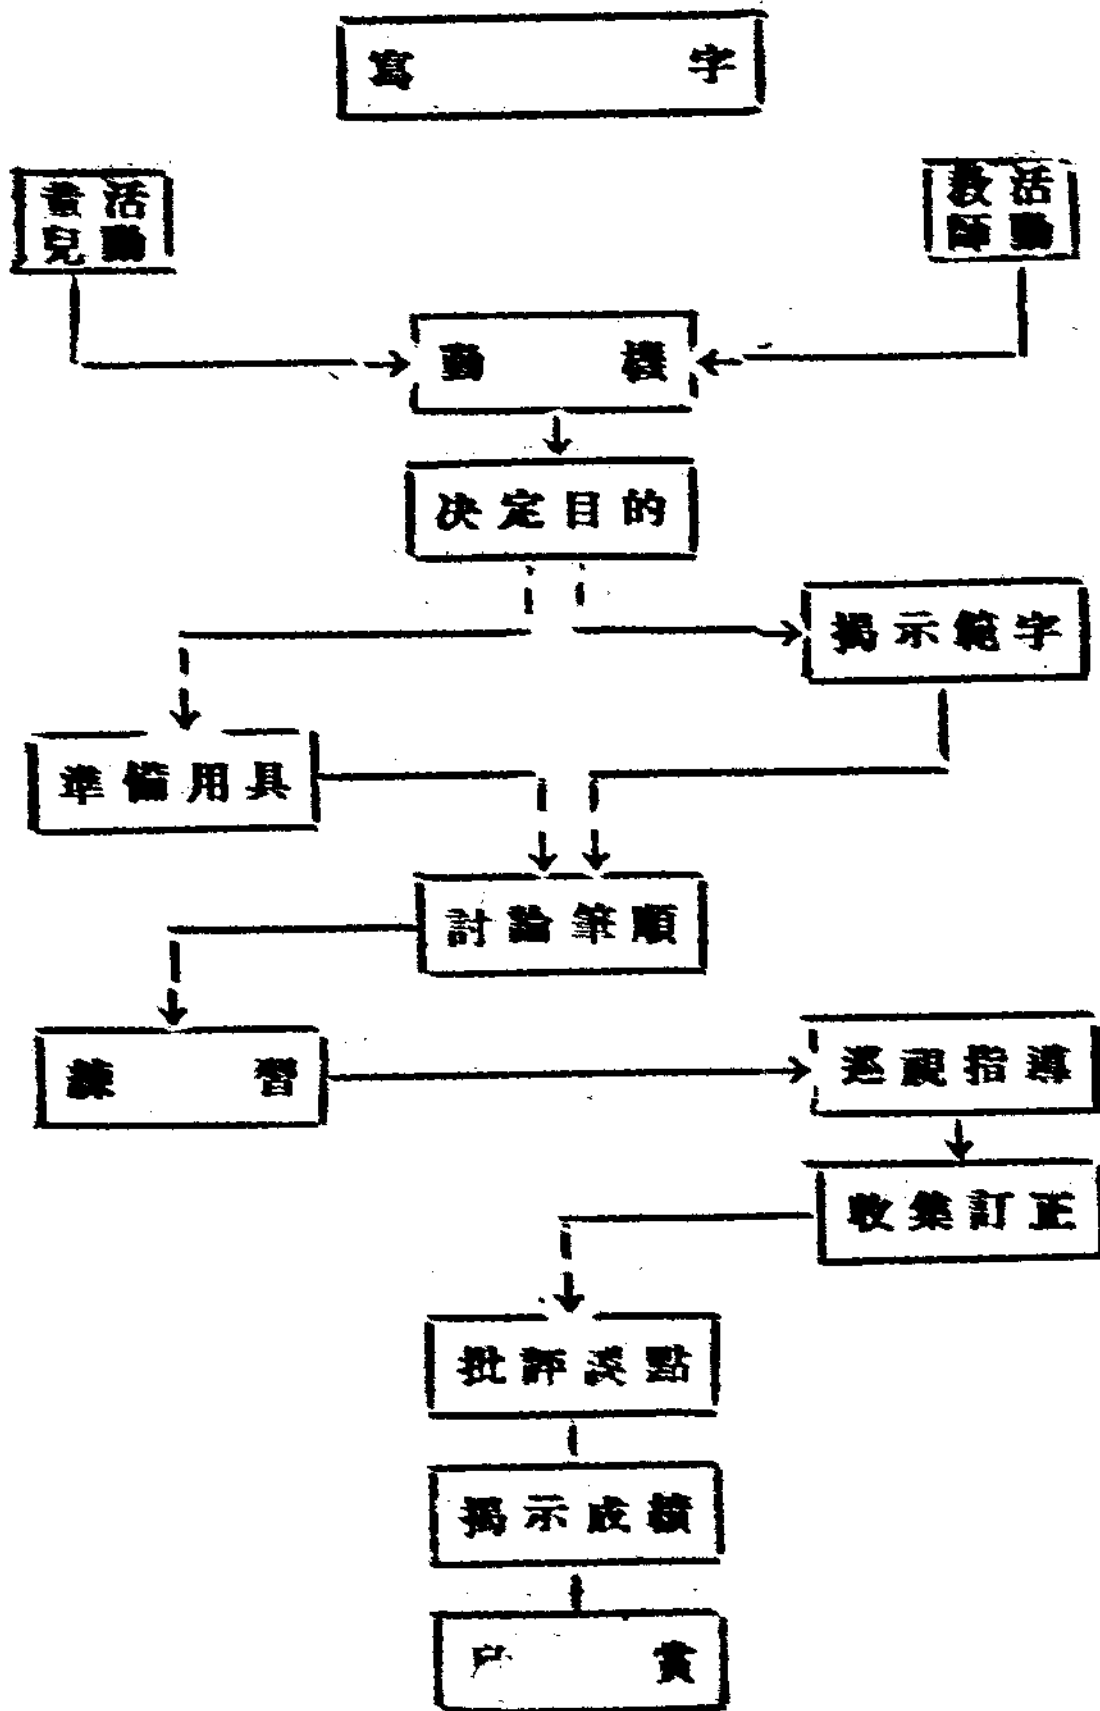 寫字
兒童活動
教師活動
動機
決定目的
揭示範字
準備用具
討論筆順
練習
巡視指導
收集訂正
批評誤點
揭示成績
欣賞